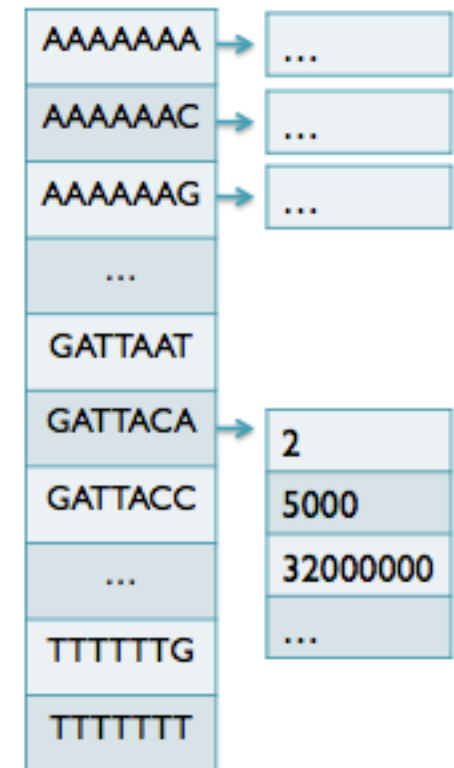 AAAAAAA
...
AAAAAAC
...
AAAAAAG
...
...
GATTAAT
GATTACA
2
GATTACC
5000
32000000
...
...
TTTTTTG
TTTTTTT